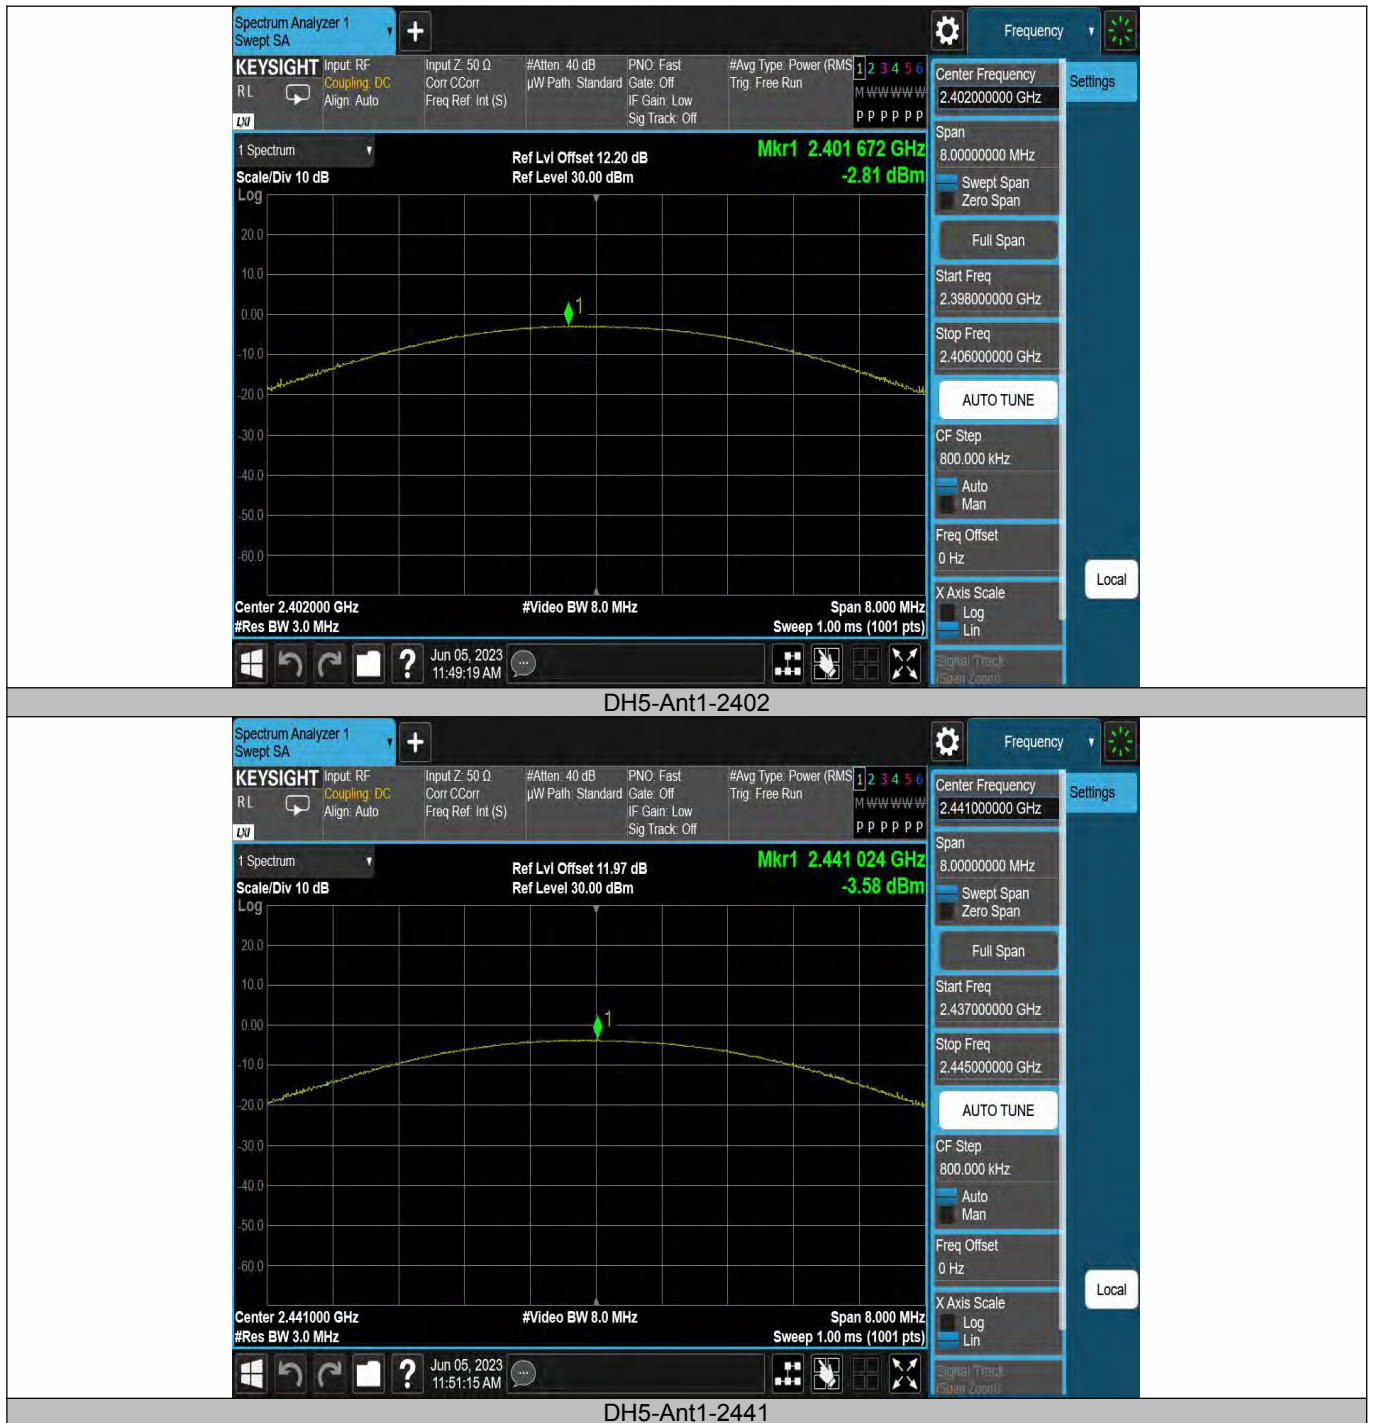 Spectrum Analyzer 1
Swept SA
Frequency
KEYSIGHT
RL
LXI
Input: RF
Coupling: DC
Align: Auto
Input Z: 50 Ω
Corr CCorr
Freq Ref: Int (S)
#Atten: 40 dB
µW Path: Standard
PNO: Fast
Gate: Off
IF Gain: Low
Sig Track: Off
#Avg Type: Power (RMS
Trig: Free Run
1 2 3 4 5 6
M W W W W W
P P P P P P
Center Frequency
2.402000000 GHz
Settings
Span
8.00000000 MHz
Swept Span
Zero Span
Full Span
Start Freq
2.398000000 GHz
Stop Freq
2.406000000 GHz
AUTO TUNE
CF Step
800.000 kHz
Auto
Man
Freq Offset
0 Hz
X Axis Scale
Log
Lin
Signal Track
(Span Zoom)
Local
1 Spectrum
Scale/Div 10 dB
Log
Ref Lvl Offset 12.20 dB
Ref Level 30.00 dBm
Mkr1 2.401 672 GHz
-2.81 dBm
20.0
10.0
0.00
-10.0
-20.0
-30.0
-40.0
-50.0
-60.0
1
Center 2.402000 GHz
#Res BW 3.0 MHz
#Video BW 8.0 MHz
Span 8.000 MHz
Sweep 1.00 ms (1001 pts)
?
Jun 05, 2023
11:49:19 AM
DH5-Ant1-2402
Spectrum Analyzer 1
Swept SA
Frequency
KEYSIGHT
RL
LXI
Input: RF
Coupling: DC
Align: Auto
Input Z: 50 Ω
Corr CCorr
Freq Ref: Int (S)
#Atten: 40 dB
µW Path: Standard
PNO: Fast
Gate: Off
IF Gain: Low
Sig Track: Off
#Avg Type: Power (RMS
Trig: Free Run
1 2 3 4 5 6
M W W W W W
P P P P P P
Center Frequency
2.441000000 GHz
Settings
Span
8.00000000 MHz
Swept Span
Zero Span
Full Span
Start Freq
2.437000000 GHz
Stop Freq
2.445000000 GHz
AUTO TUNE
CF Step
800.000 kHz
Auto
Man
Freq Offset
0 Hz
X Axis Scale
Log
Lin
Signal Track
(Span Zoom)
Local
1 Spectrum
Scale/Div 10 dB
Log
Ref Lvl Offset 11.97 dB
Ref Level 30.00 dBm
Mkr1 2.441 024 GHz
-3.58 dBm
20.0
10.0
0.00
-10.0
-20.0
-30.0
-40.0
-50.0
-60.0
1
Center 2.441000 GHz
#Res BW 3.0 MHz
#Video BW 8.0 MHz
Span 8.000 MHz
Sweep 1.00 ms (1001 pts)
?
Jun 05, 2023
11:51:15 AM
DH5-Ant1-2441